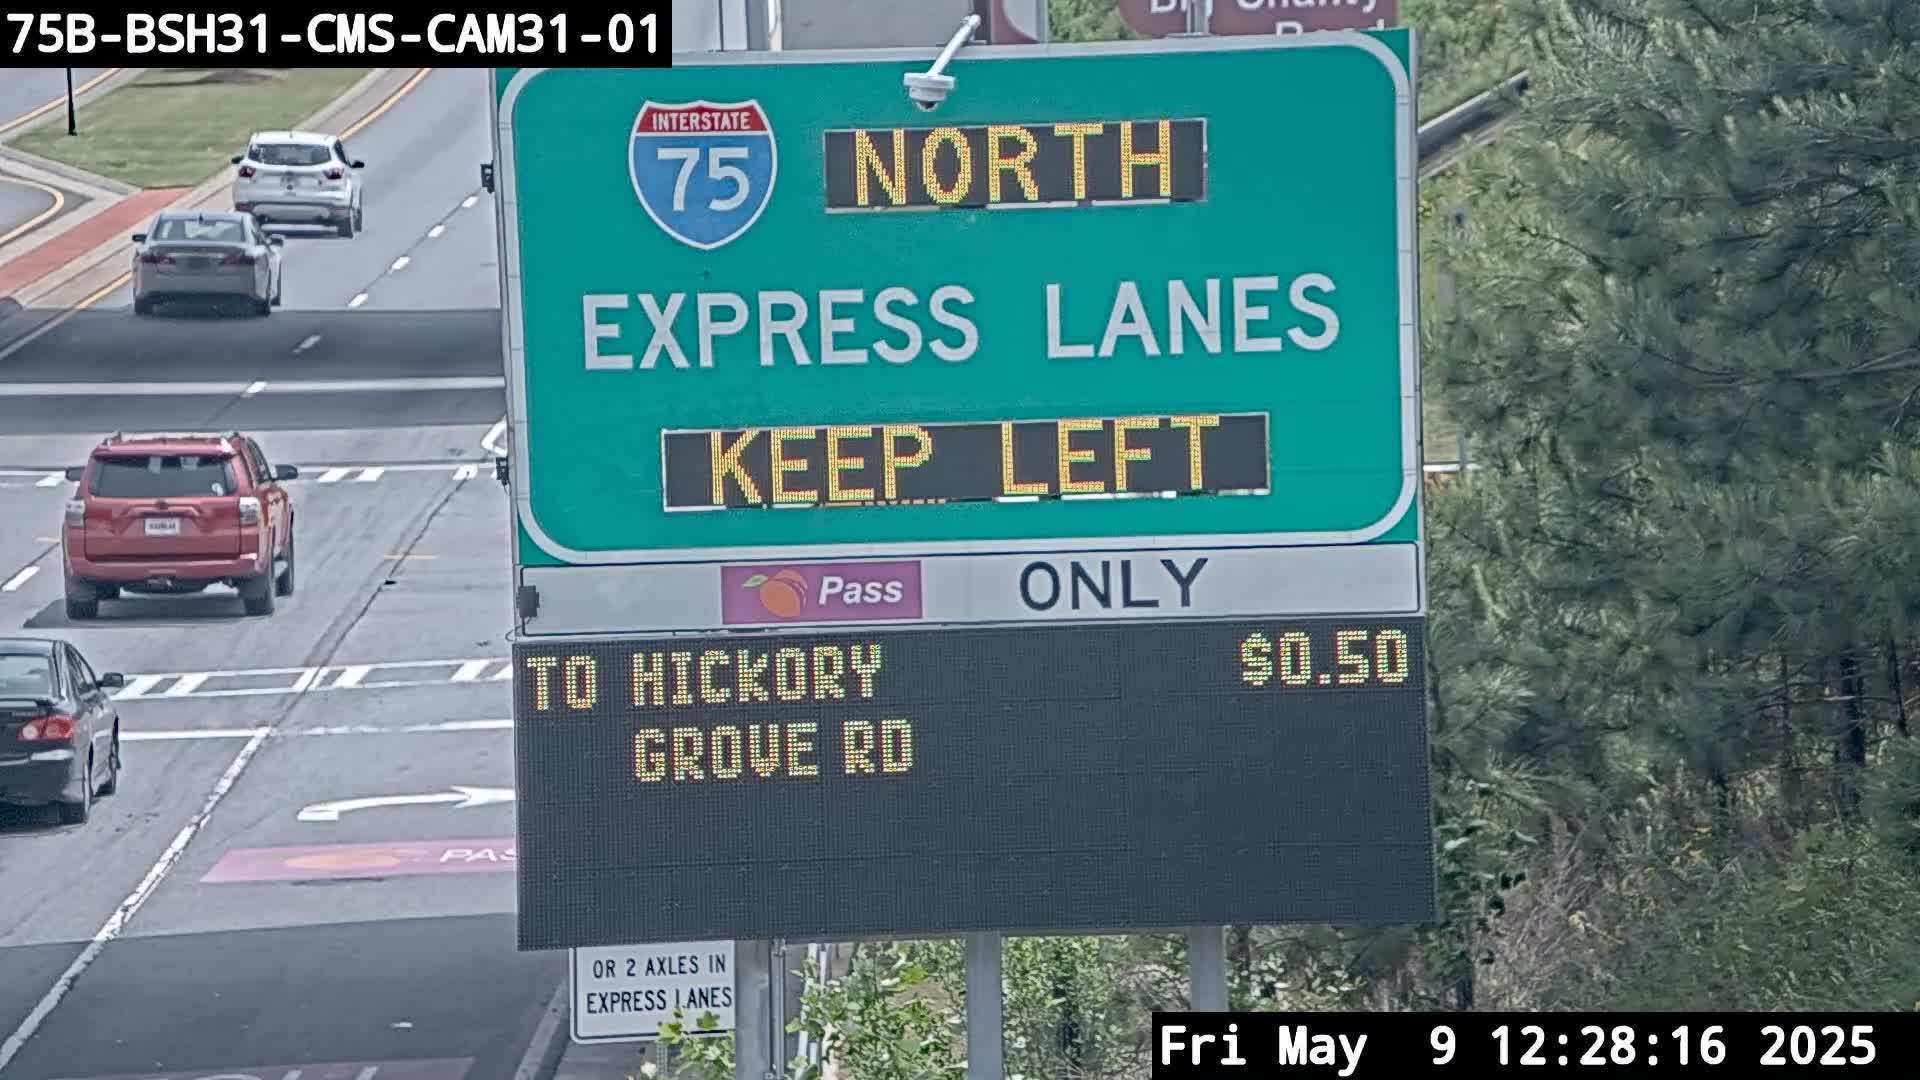 75B-BSH31-CMS-CAM31-01
Road
INTERSTATE
75
NORTH
EXPRESS LANES
KEEP LEFT
Pass ONLY
TO HICKORY $0.50
GROVE RD
OR 2 AXLES IN
EXPRESS LANES
Fri May 9 12:28:16 2025